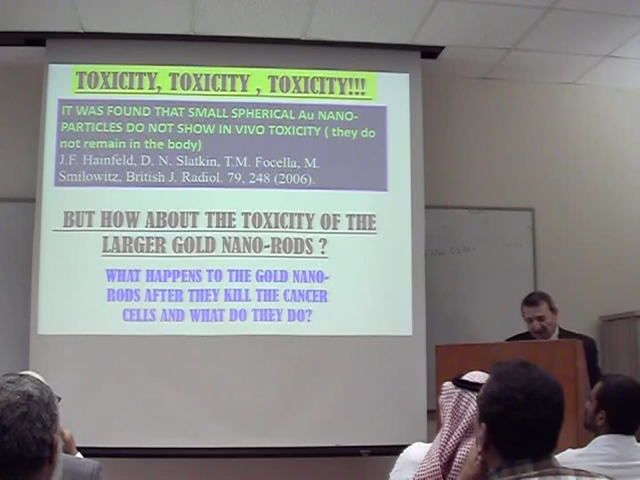 TOXICITY, TOXICITY , TOXICITY!!!
IT WAS FOUND THAT SMALL SPHERICAL Au NANO-
PARTICLES DO NOT SHOW IN VIVO TOXICITY ( they do
not remain in the body)
J.F. Hainfeld, D. N. Slatkin, T.M. Focella, M.
Smilowitz, British J. Radiol. 79, 248 (2006).
BUT HOW ABOUT THE TOXICITY OF THE
LARGER GOLD NANO-RODS ?
WHAT HAPPENS TO THE GOLD NANO-
RODS AFTER THEY KILL THE CANCER
CELLS AND WHAT DO THEY DO?